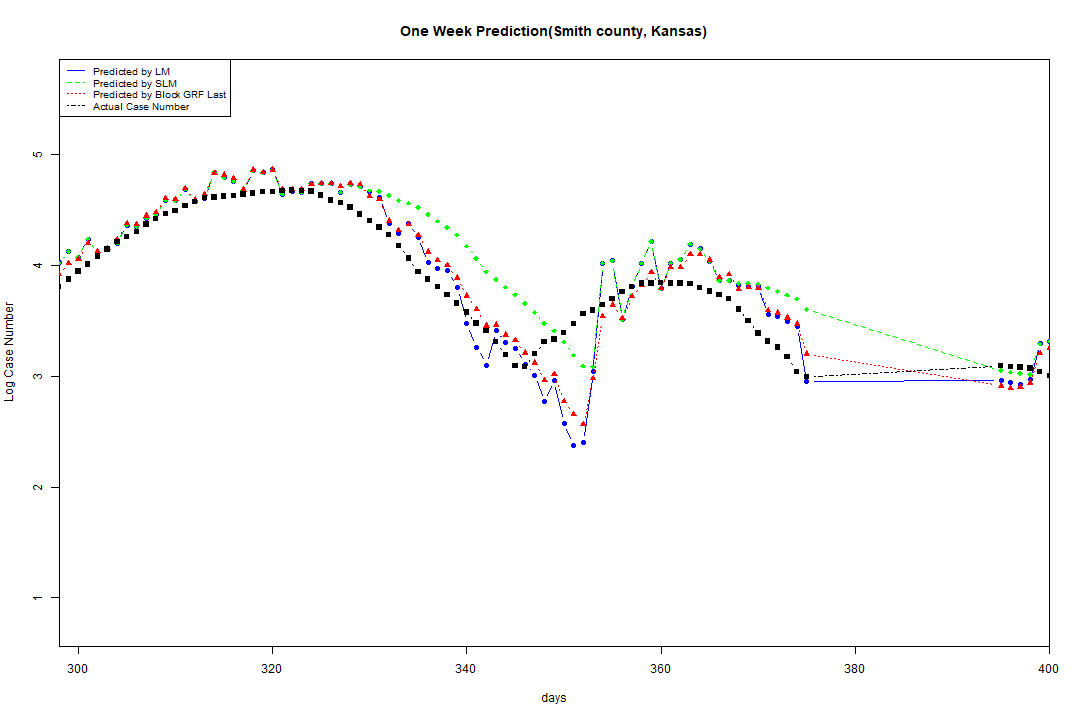 One Week Prediction(Smith county, Kansas)
Predicted by LM
Predicted by SLM
Predicted by Block GRF Last
Actual Case Number
5
4
3
2
1
Log Case Number
300 320 340 360 380 400
days